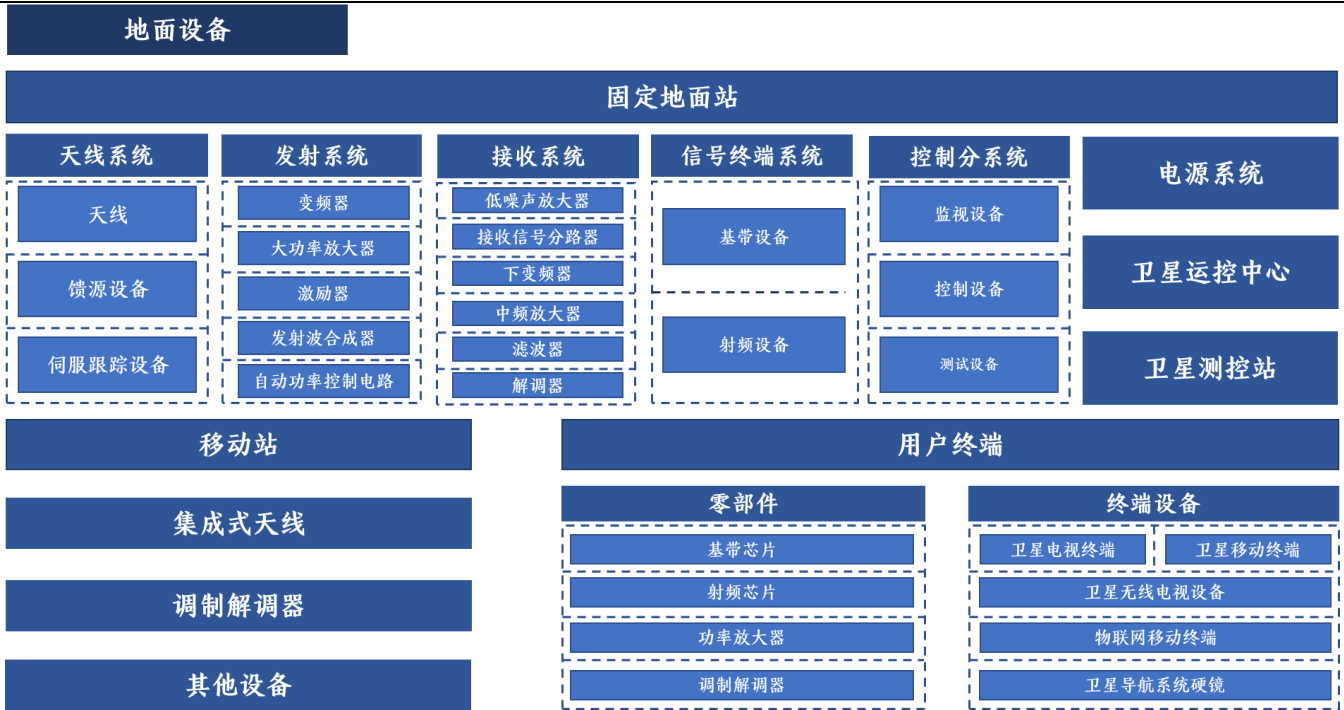 地面设备
固定地面站
天线系统
天线
馈源设备
伺服跟踪设备
发射系统
变频器
大功率放大器
激励器
发射波合成器
自动功率控制电路
接收系统
低噪声放大器
接收信号分路器
下变频器
中频放大器
滤波器
解调器
信号终端系统
基带设备
射频设备
控制分系统
监视设备
控制设备
测试设备
电源系统
卫星运控中心
卫星测控站
移动站
集成式天线
调制解调器
其他设备
用户终端
零部件
基带芯片
射频芯片
功率放大器
调制解调器
终端设备
卫星电视终端
卫星移动终端
卫星无线电视设备
物联网移动终端
卫星导航系统硬镜